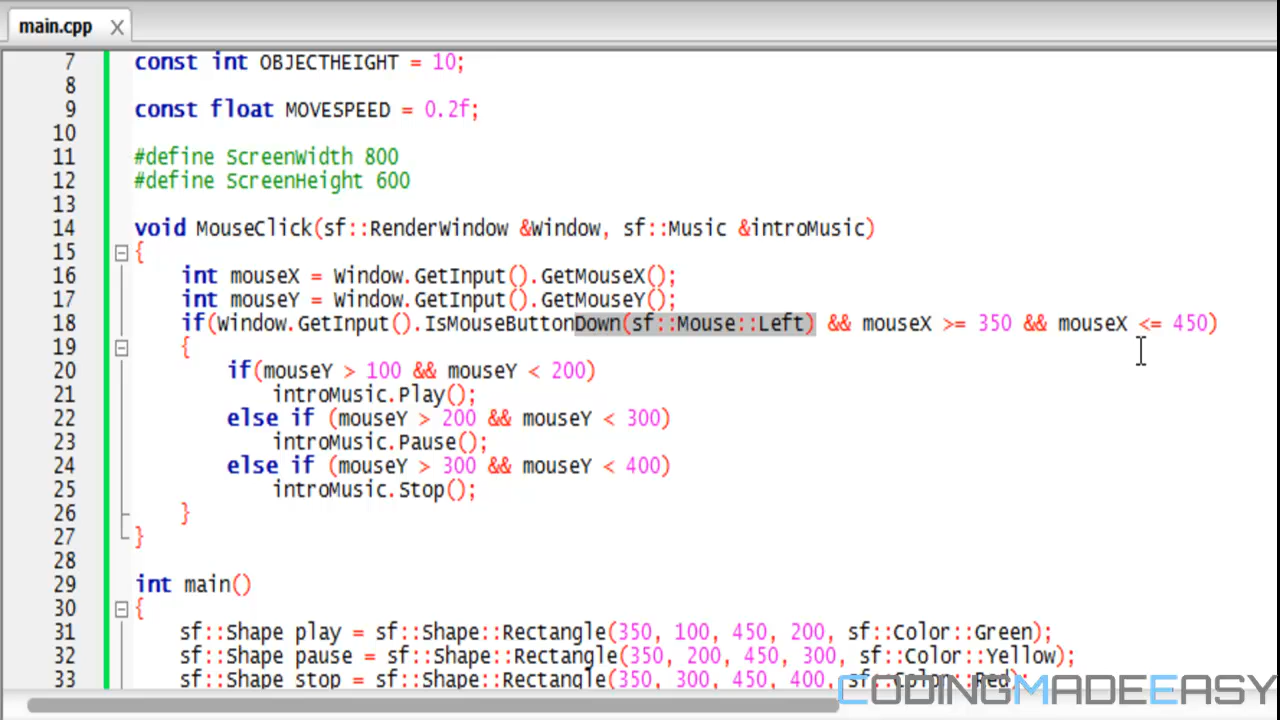 main.cpp
7 const int OBJECTHEIGHT = 10;
8
9 const float MOVESPEED = 0.2f;
10
11 #define ScreenWidth 800
12 #define ScreenHeight 600
13
14 void MouseClick(sf::RenderWindow &Window, sf::Music &introMusic)
15 {
16 int mouseX = Window.GetInput().GetMouseX();
17 int mouseY = Window.GetInput().GetMouseY();
18 if(Window.GetInput().IsMouseButtonDown(sf::Mouse::Left) && mouseX >= 350 && mouseX <= 450)
19 {
20 if(mouseY > 100 && mouseY < 200)
21 introMusic.Play();
22 else if (mouseY > 200 && mouseY < 300)
23 introMusic.Pause();
24 else if (mouseY > 300 && mouseY < 400)
25 introMusic.Stop();
26 }
27 }
28
29 int main()
30 {
31 sf::Shape play = sf::Shape::Rectangle(350, 100, 450, 200, sf::Color::Green);
32 sf::Shape pause = sf::Shape::Rectangle(350, 200, 450, 300, sf::Color::Yellow);
33 sf::Shape stop = sf::Shape::Rectangle(350, 300, 450, 400, sf::Color::Red);
CODINGMADEEASY